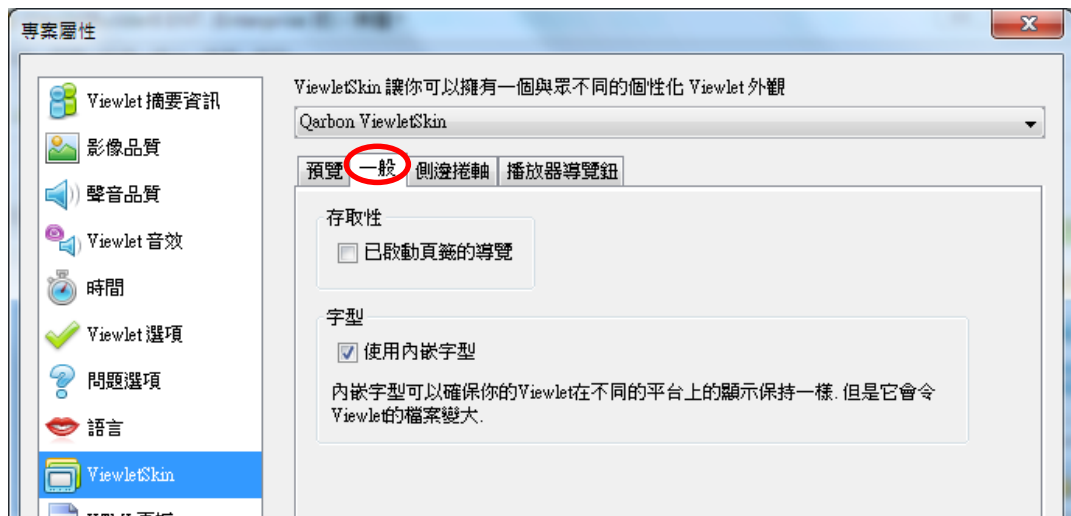 專案屬性
Viewlet 摘要資訊
影像品質
聲音品質
Viewlet 音效
時間
Viewlet 選項
問題選項
語言
ViewletSkin
ViewletSkin 讓你可以擁有一個與眾不同的個性化 Viewlet 外觀
Qarbon ViewletSkin
預覽 一般 側邊捲軸 播放器導覽鈕
存取性
已啟動頁籤的導覽
字型
使用內嵌字型
內嵌字型可以確保你的Viewlet在不同的平台上的顯示保持一樣. 但是它會令
Viewlet的檔案變大.